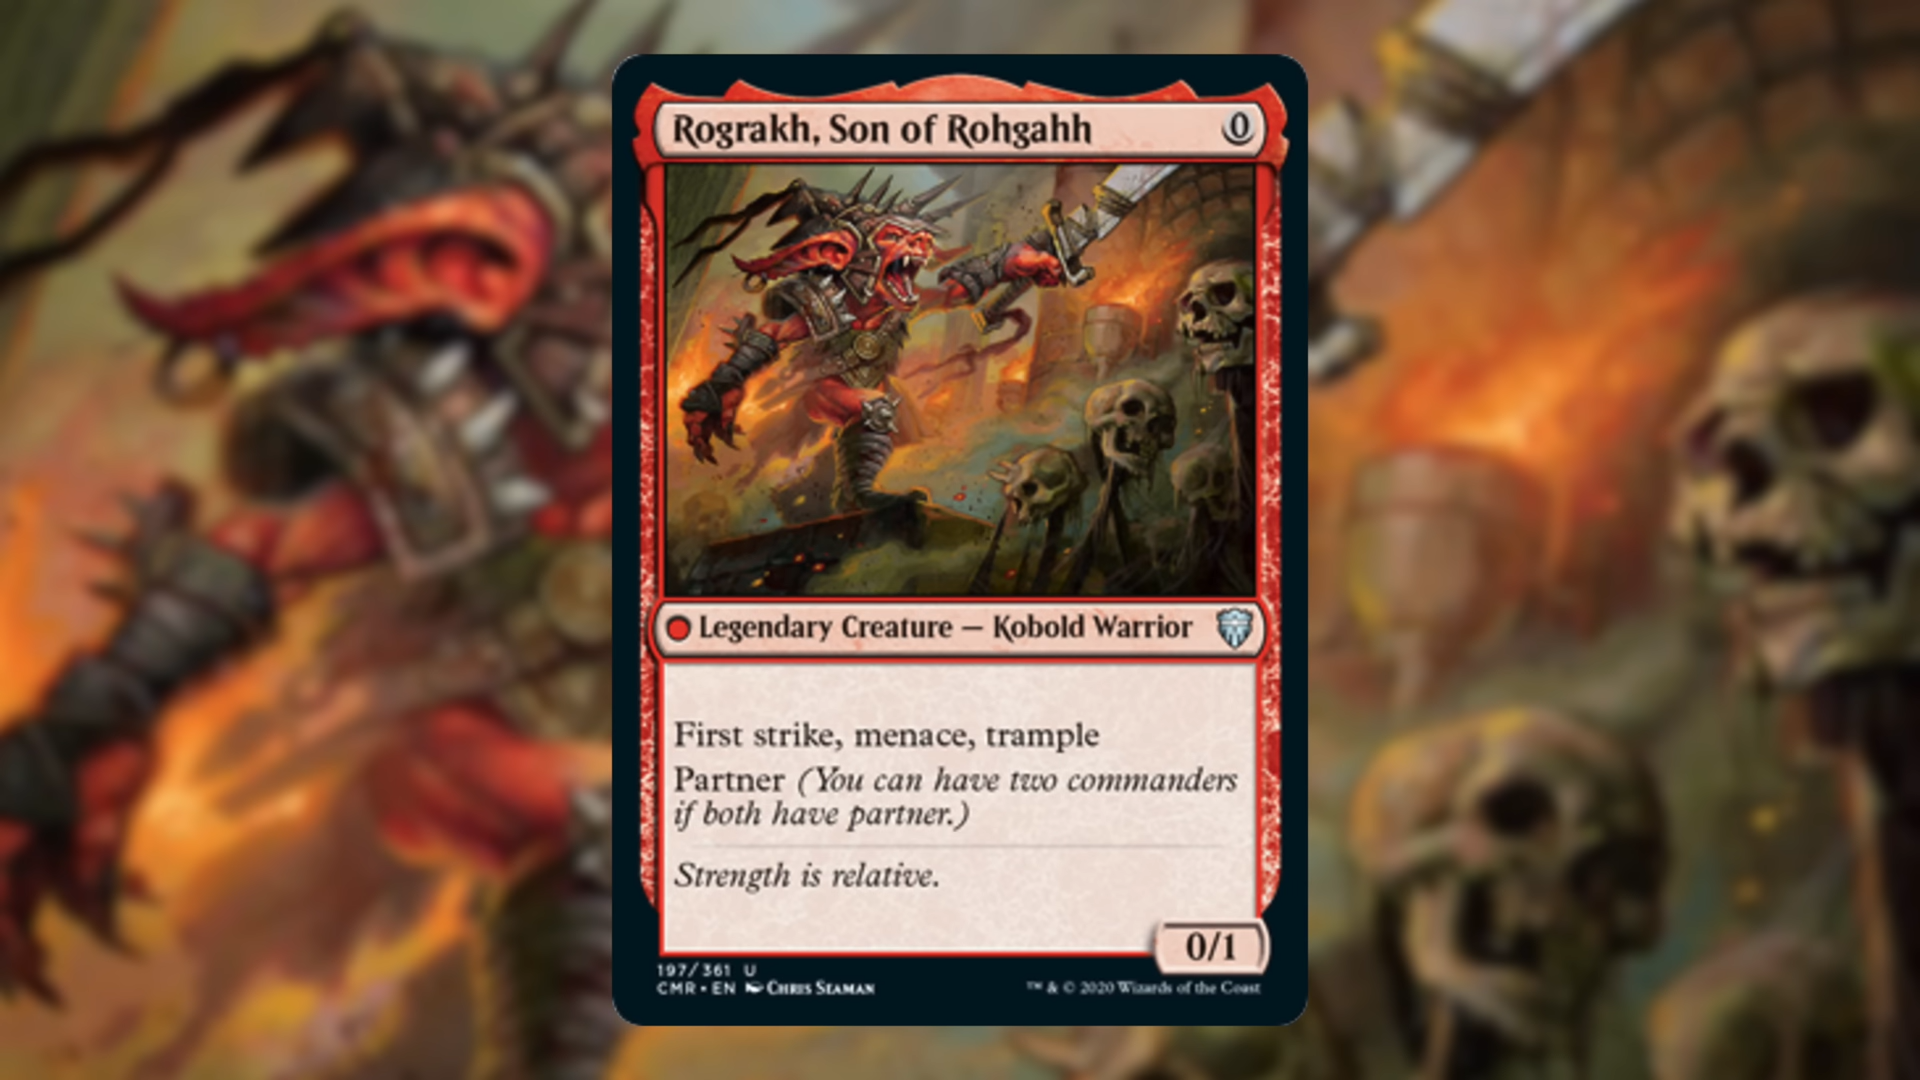 Rograkh, Son of Rohgahh 0
Legendary Creature — Kobold Warrior
First strike, menace, trample
Partner (You can have two commanders
if both have partner.)
Strength is relative.
0/1
197/361 U
CMR • EN Chris Seaman ™ & © 2020 Wizards of the Coast